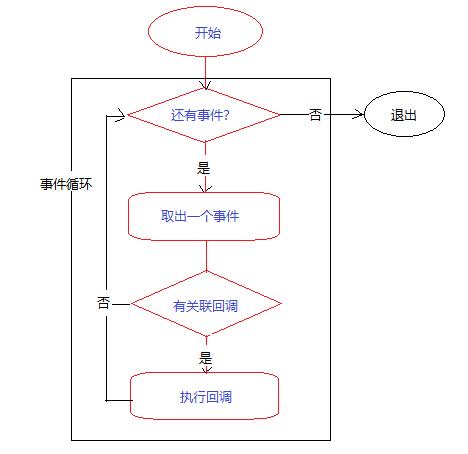 开始
还有事件?
否
退出
是
事件循环
取出一个事件
否
有关联回调
是
执行回调